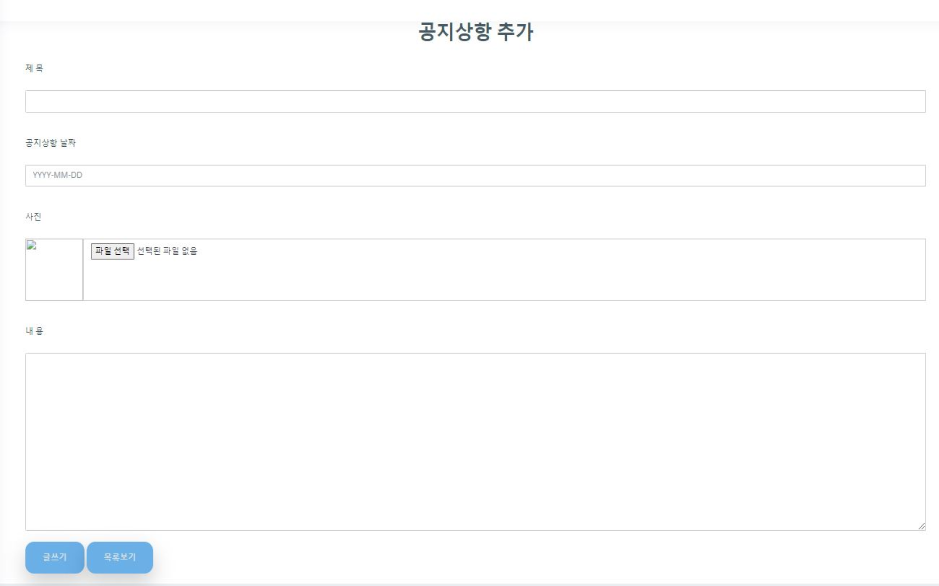 공지상항 추가
제 목
공지상항 날짜
YYYY-MM-DD
사진
파일 선택 선택된 파일 없음
내 용
글쓰기 목록보기